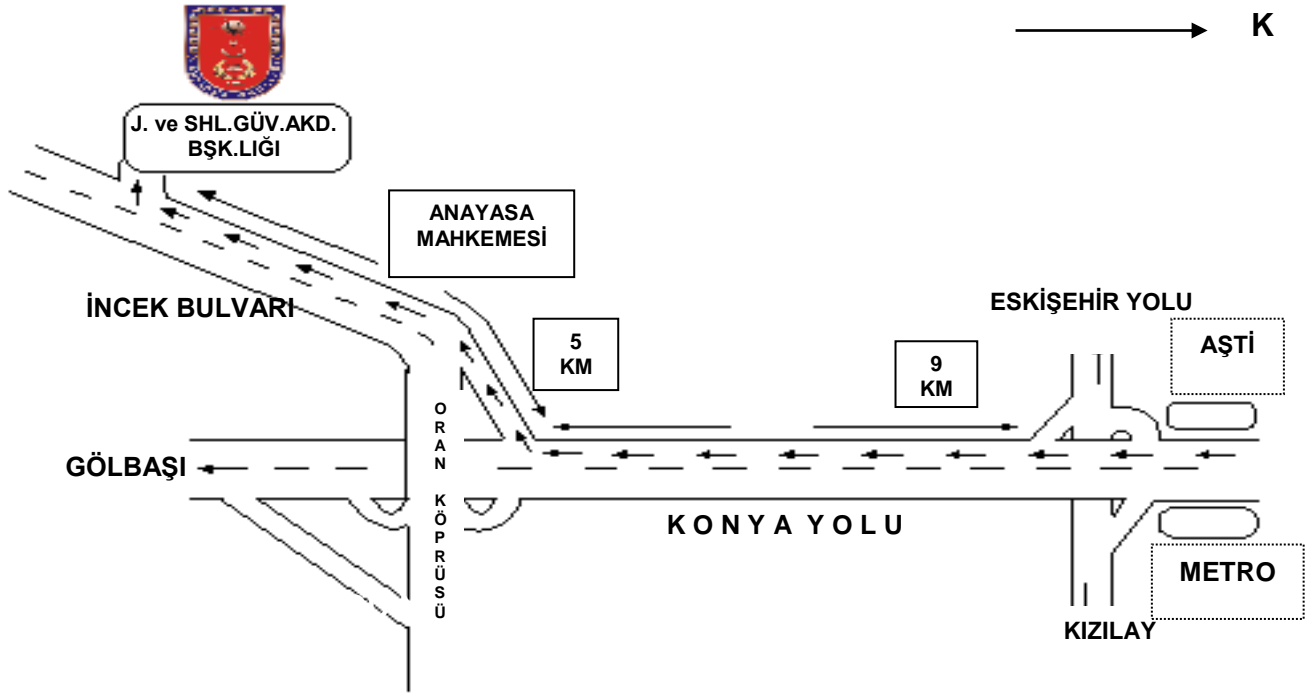 K
J. ve SHL.GÜV.AKD.
BŞK.LIĞI
ANAYASA
MAHKEMESİ
İNCEK BULVARI
ESKİŞEHİR YOLU
AŞTİ
5
KM
9
KM
ORAN KÖPRÜSÜ
GÖLBAŞI
KONYA YOLU
METRO
KIZILAY